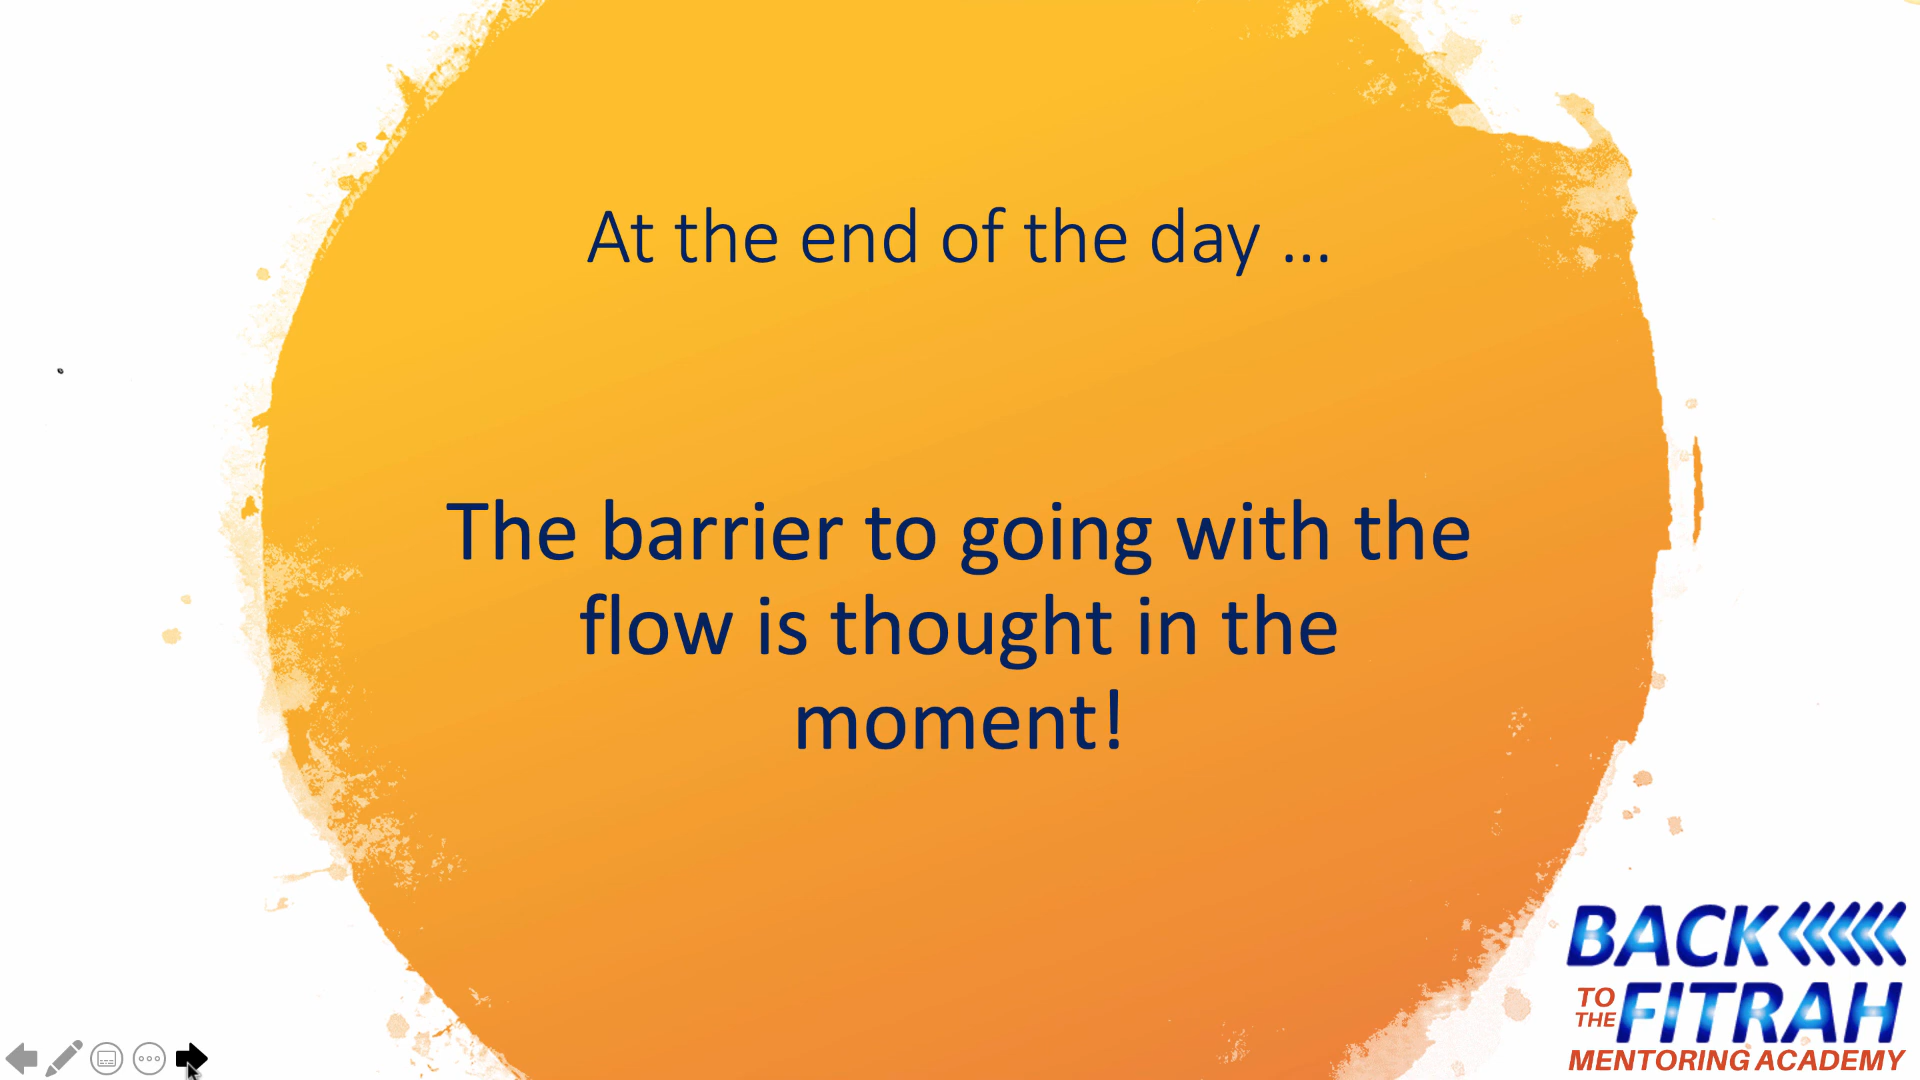 At the end of the day ...
The barrier to going with the
flow is thought in the
moment!
BACK
TO THE FITRAH
MENTORING ACADEMY